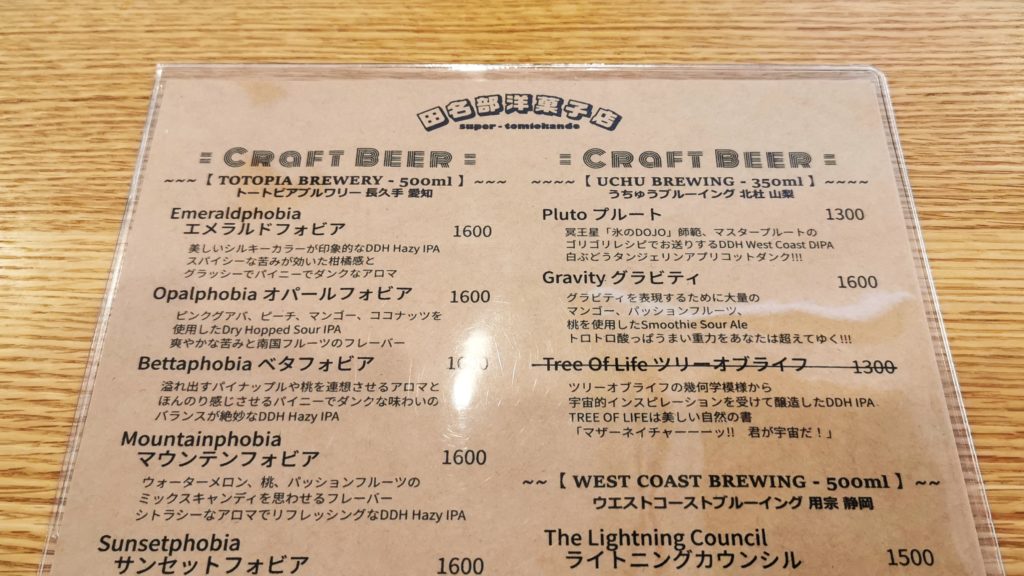 田名部洋菓子店
super-tomiokando
= CRAFT BEER =
~~~【 TOTOPIA BREWERY - 500ml 】~~~
トートピアブルワリー 長久手 愛知
Emeraldphobia
エメラルドフォビア 1600
美しいシルキーカラーが印象的なDDH Hazy IPA
スパイシーな苦みが効いた柑橘感と
グラッシーでパイニーでダンクなアロマ
Opalphobia オパールフォビア 1600
ピンクグアバ、ピーチ、マンゴー、ココナッツを
使用したDry Hopped Sour IPA
爽やかな苦みと南国フルーツのフレーバー
Bettaphobia ベタフォビア 1600
溢れ出すパイナップルや桃を連想させるアロマと
ほんのり感じさせるパイニーでダンクな味わいの
バランスが絶妙なDDH Hazy IPA
Mountainphobia
マウンテンフォビア 1600
ウォーターメロン、桃、パッションフルーツの
ミックスキャンディを思わせるフレーバー
シトラシーなアロマでリフレッシングなDDH Hazy IPA
Sunsetphobia
サンセットフォビア 1600
= CRAFT BEER =
~~~~【 UCHU BREWING - 350ml 】~~~~
うちゅうブルーイング 北杜 山梨
Pluto プルート 1300
冥王星「氷のDOJO」師範、マスタープルートの
ゴリゴリレシピでお送りするDDH West Coast DIPA
白ぶどうタンジェリンアプリコットダンク!!!
Gravity グラビティ 1600
グラビティを表現するために大量の
マンゴー、パッションフルーツ、
桃を使用したSmoothie Sour Ale
トロトロ酸っぱうまい重力をあなたは超えてゆく!!!
Tree Of Life ツリーオブライフ 1300
ツリーオブライフの幾何学模様から
宇宙的インスピレーションを受けて醸造したDDH IPA
TREE OF LIFEは美しい自然の書
「マザーネイチャーーーーッ!! 君が宇宙だ!」
~~【 WEST COAST BREWING - 500ml 】~~
ウエストコーストブルーイング 用宗 静岡
The Lightning Council
ライトニングカウンシル 1500